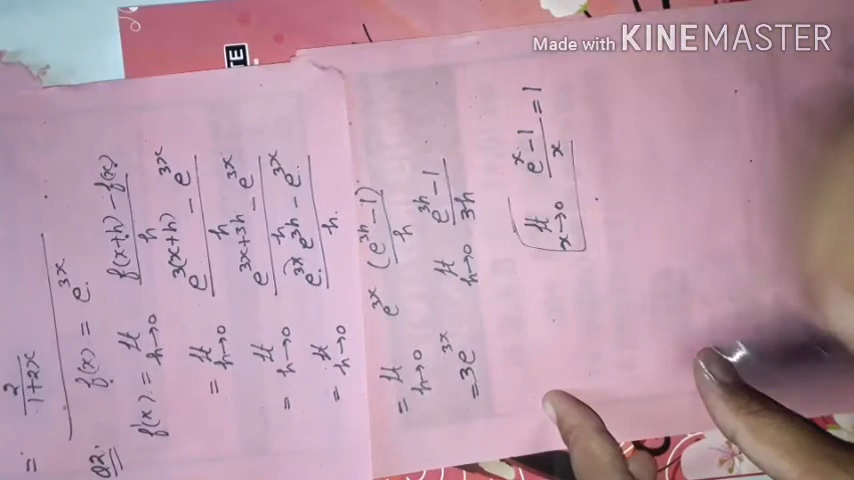 = 2/(1+2x)
Q2. f(x) = e^{3x}
f'(x) = lt_{h→0} (f(x+h) - f(x))/h
= lt_{h→0} (e^{3(x+h)} - e^{3x})/h
= lt_{h→0} (e^{3x+3h} - e^{3x})/h
= lt_{h→0} (e^{3x} e^{3h} - e^{3x})/h
= lt_{h→0} e^{3x} (e^{3h} - 1)/h
= 3e^{3x} lt_{h→0} (e^{3h} - 1)/3h
lt_{x→0} (e^x - 1)/x = 1
Made with KINEMASTER